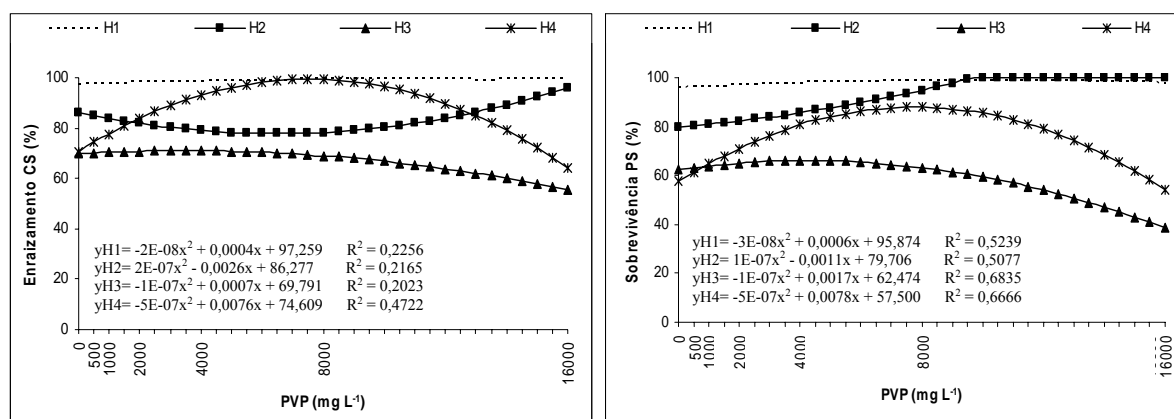 H1 H2 H3 H4
Enraizamento CS (%)
100
80
60
40
20
0
yH1= -2E-08x² + 0,0004x + 97,259 R² = 0,2256
yH2= 2E-07x² - 0,0026x + 86,277 R² = 0,2165
yH3= -1E-07x² + 0,0007x + 69,791 R² = 0,2023
yH4= -5E-07x² + 0,0076x + 74,609 R² = 0,4722
0 500 1000 2000 4000 8000 16000
PVP (mg L⁻¹)
H1 H2 H3 H4
Sobrevivência PS (%)
100
80
60
40
20
0
yH1= -3E-08x² + 0,0006x + 95,874 R² = 0,5239
yH2= 1E-07x² - 0,0011x + 79,706 R² = 0,5077
yH3= -1E-07x² + 0,0017x + 62,474 R² = 0,6835
yH4= -5E-07x² + 0,0078x + 57,500 R² = 0,6666
0 500 1000 2000 4000 8000 16000
PVP (mg L⁻¹)